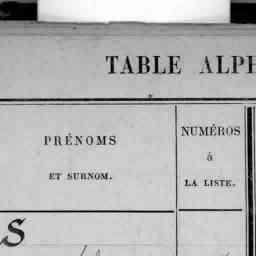 TABLE ALPH
PRÉNOMS
ET SURNOM.
NUMÉROS
à
LA LISTE.
S